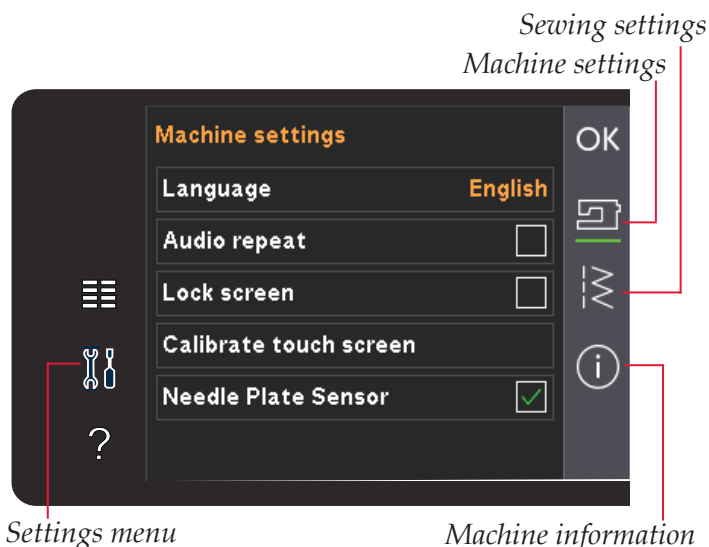 Sewing settings
Machine settings
Machine settings
OK
Language English
Audio repeat
Lock screen
Calibrate touch screen
Needle Plate Sensor
?
i
Settings menu
Machine information